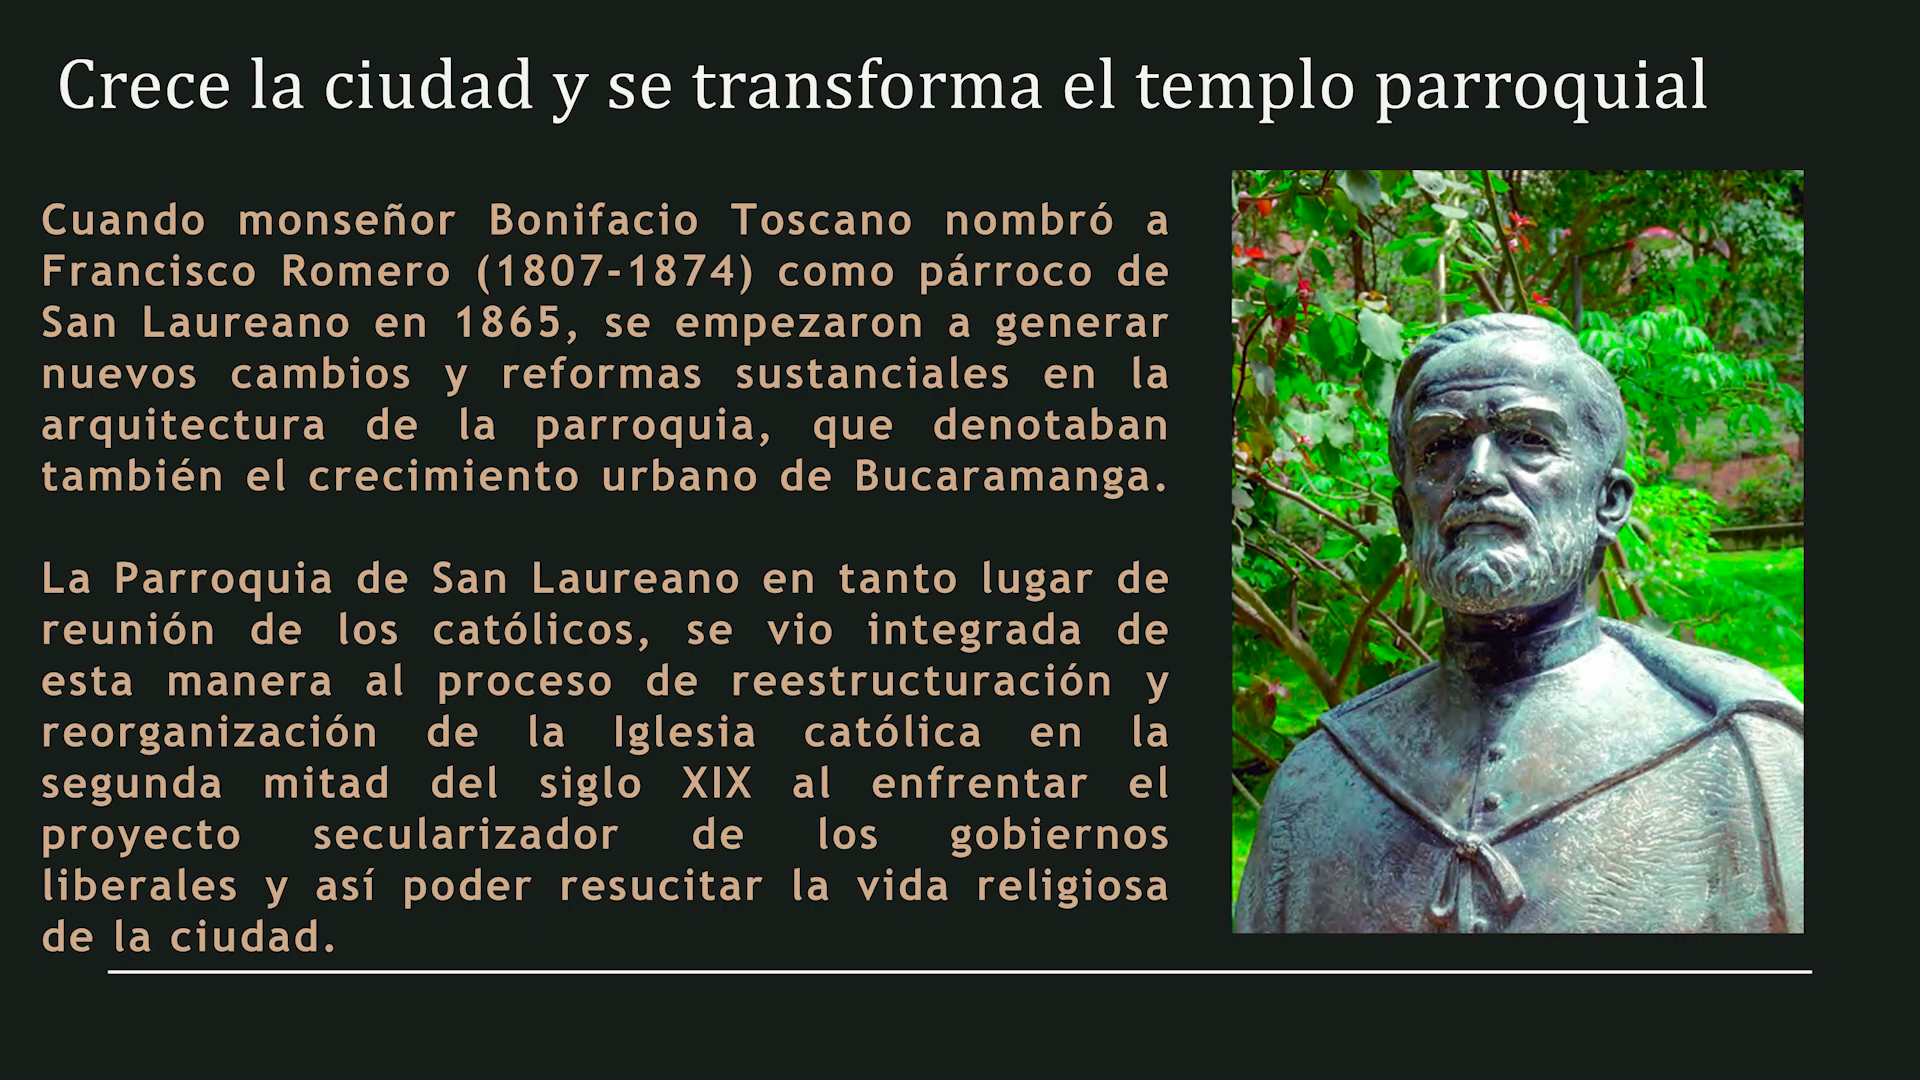 Crece la ciudad y se transforma el templo parroquial
Cuando monseñor Bonifacio Toscano nombró a
Francisco Romero (1807-1874) como párroco de
San Laureano en 1865, se empezaron a generar
nuevos cambios y reformas sustanciales en la
arquitectura de la parroquia, que denotaban
también el crecimiento urbano de Bucaramanga.
La Parroquia de San Laureano en tanto lugar de
reunión de los católicos, se vio integrada de
esta manera al proceso de reestructuración y
reorganización de la Iglesia católica en la
segunda mitad del siglo XIX al enfrentar el
proyecto secularizador de los gobiernos
liberales y así poder resucitar la vida religiosa
de la ciudad.